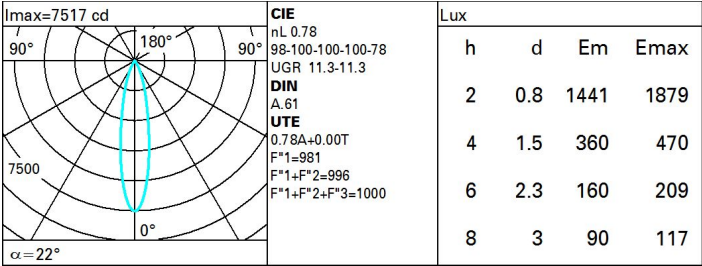 Imax=7517 cd
90°
180°
90°
7500
0°
α=22°
CIE
nL 0.78
98-100-100-100-78
UGR 11.3-11.3
DIN
A.61
UTE
0.78A+0.00T
F"1=981
F"1+F"2=996
F"1+F"2+F"3=1000
Lux
h d Em Emax
2 0.8 1441 1879
4 1.5 360 470
6 2.3 160 209
8 3 90 117